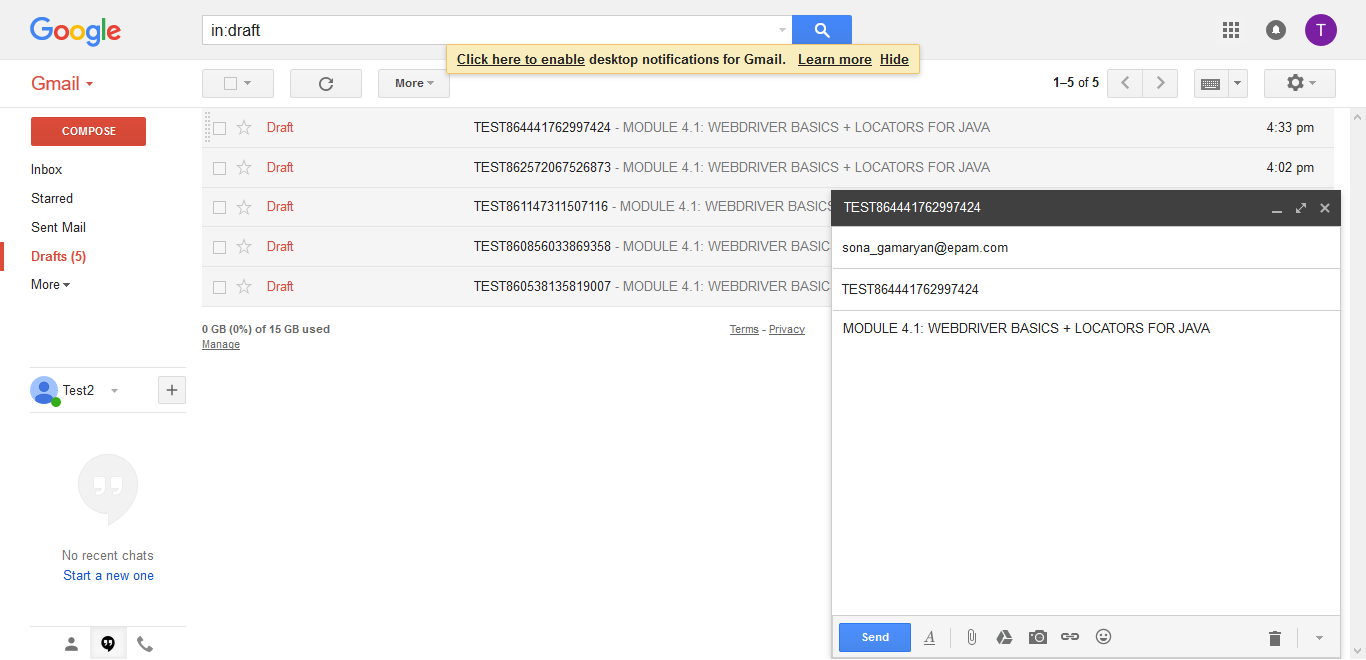 Google
in:draft
T
Click here to enable desktop notifications for Gmail. Learn more Hide
Gmail
More
1–5 of 5
COMPOSE
Inbox
Starred
Sent Mail
Drafts (5)
More
Draft TEST864441762997424 - MODULE 4.1: WEBDRIVER BASICS + LOCATORS FOR JAVA 4:33 pm
Draft TEST862572067526873 - MODULE 4.1: WEBDRIVER BASICS + LOCATORS FOR JAVA 4:02 pm
Draft TEST861147311507116 - MODULE 4.1: WEBDRIVER BASICS
Draft TEST860856033869358 - MODULE 4.1: WEBDRIVER BASIC
Draft TEST860538135819007 - MODULE 4.1: WEBDRIVER BASIC
0 GB (0%) of 15 GB used
Manage
Terms - Privacy
Test2
No recent chats
Start a new one
TEST864441762997424
sona_gamaryan@epam.com
TEST864441762997424
MODULE 4.1: WEBDRIVER BASICS + LOCATORS FOR JAVA
Send
A